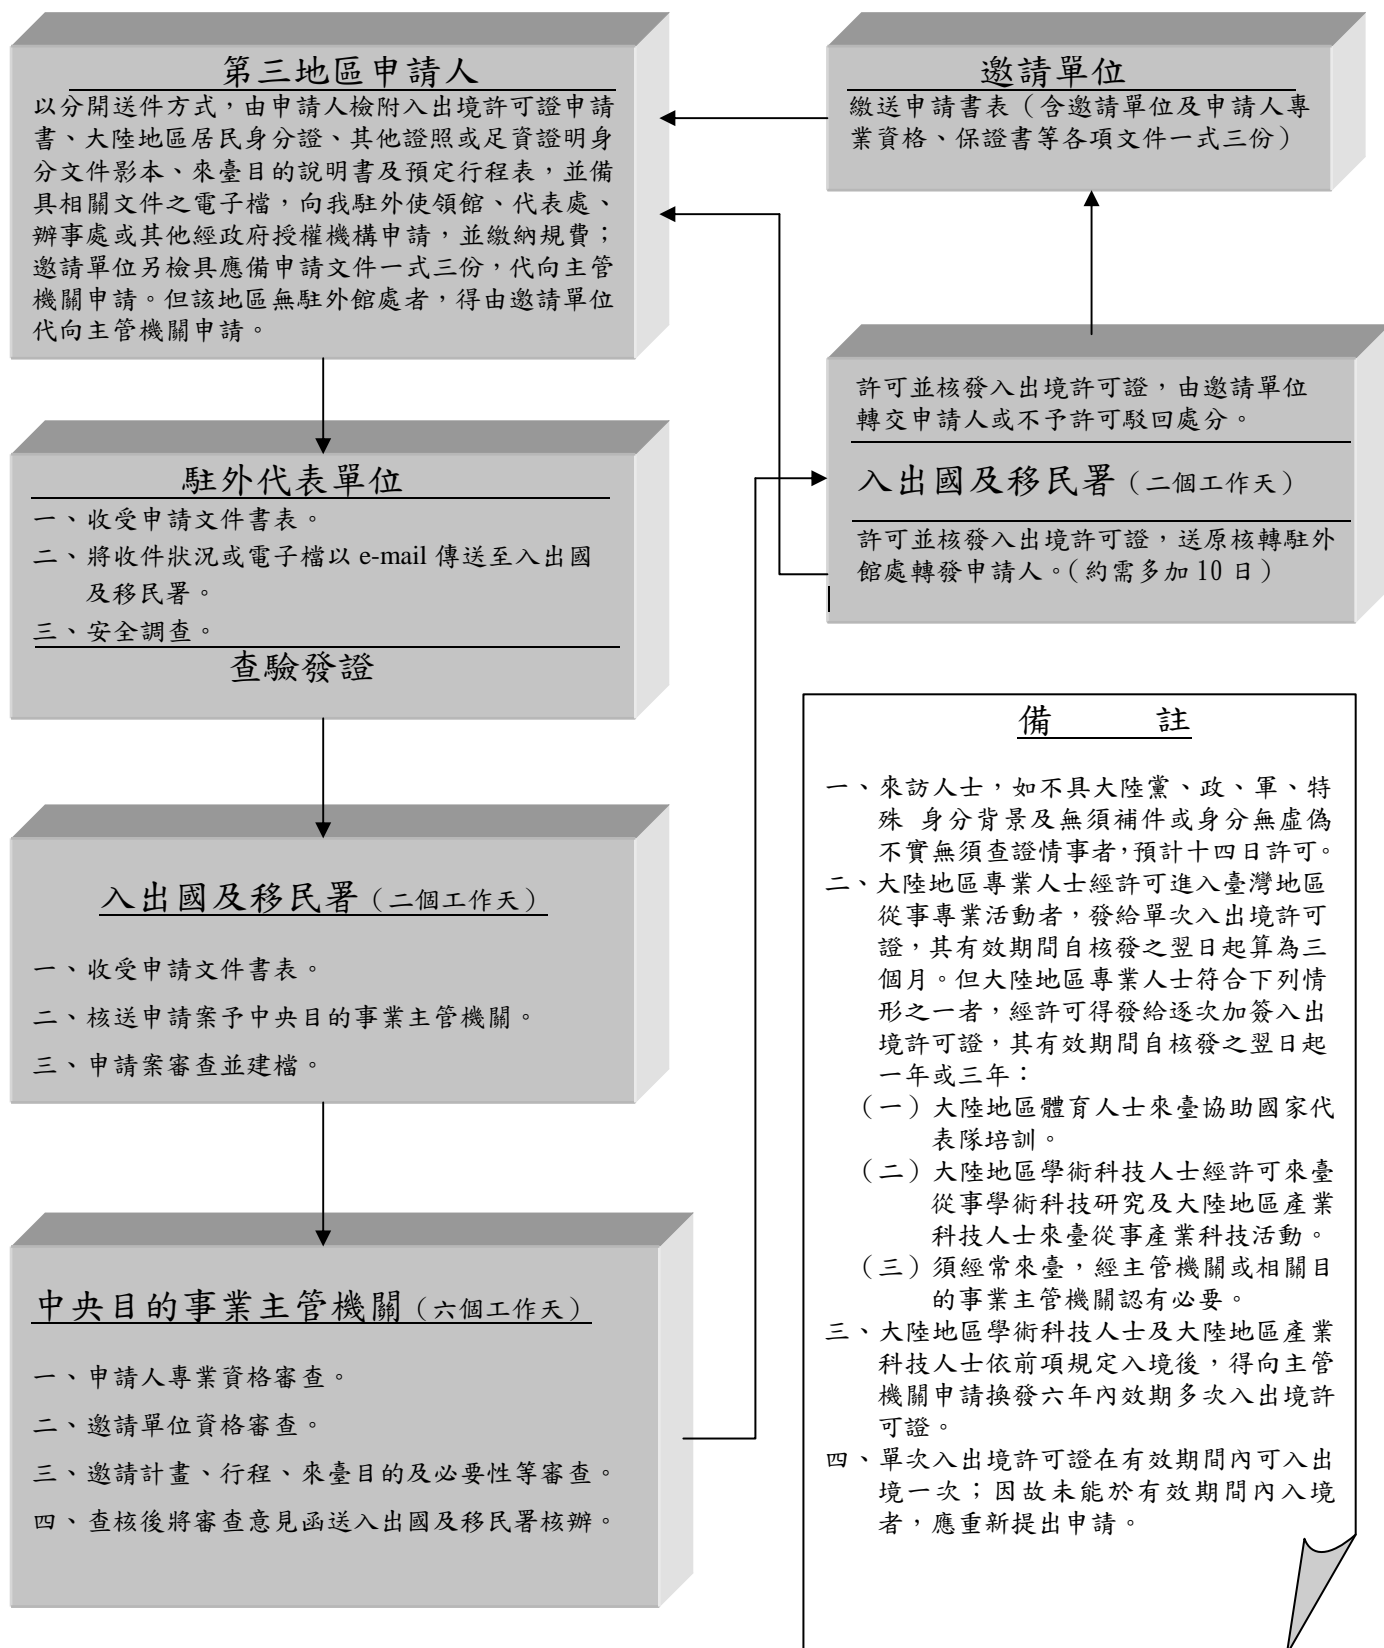 第三地區申請人
以分開送件方式，由申請人檢附入出境許可證申請
書、大陸地區居民身分證、其他證照或足資證明身
分文件影本、來臺目的說明書及預定行程表，並備
具相關文件之電子檔，向我駐外使領館、代表處、
辦事處或其他經政府授權機構申請，並繳納規費；
邀請單位另檢具應備申請文件一式三份，代向主管
機關申請。但該地區無駐外館處者，得由邀請單位
代向主管機關申請。
邀請單位
繳送申請書表（含邀請單位及申請人專
業資格、保證書等各項文件一式三份）
許可並核發入出境許可證，由邀請單位
轉交申請人或不予許可駁回處分。
入出國及移民署（二個工作天）
許可並核發入出境許可證，送原核轉駐外
館處轉發申請人。（約需多加 10 日）
駐外代表單位
一、收受申請文件書表。
二、將收件狀況或電子檔以 e-mail 傳送至入出國
及移民署。
三、安全調查。
查驗發證
入出國及移民署（二個工作天）
一、收受申請文件書表。
二、核送申請案予中央目的事業主管機關。
三、申請案審查並建檔。
中央目的事業主管機關（六個工作天）
一、申請人專業資格審查。
二、邀請單位資格審查。
三、邀請計畫、行程、來臺目的及必要性等審查。
四、查核後將審查意見函送入出國及移民署核辦。
備 註
一、來訪人士，如不具大陸黨、政、軍、特
殊 身分背景及無須補件或身分無虛偽
不實無須查證情事者，預計十四日許可。
二、大陸地區專業人士經許可進入臺灣地區
從事專業活動者，發給單次入出境許可
證，其有效期間自核發之翌日起算為三
個月。但大陸地區專業人士符合下列情
形之一者，經許可得發給逐次加簽入出
境許可證，其有效期間自核發之翌日起
一年或三年：
（一）大陸地區體育人士來臺協助國家代
表隊培訓。
（二）大陸地區學術科技人士經許可來臺
從事學術科技研究及大陸地區產業
科技人士來臺從事產業科技活動。
（三）須經常來臺，經主管機關或相關目
的事業主管機關認有必要。
三、大陸地區學術科技人士及大陸地區產業
科技人士依前項規定入境後，得向主管
機關申請換發六年內效期多次入出境許
可證。
四、單次入出境許可證在有效期間內可入出
境一次；因故未能於有效期間內入境
者，應重新提出申請。